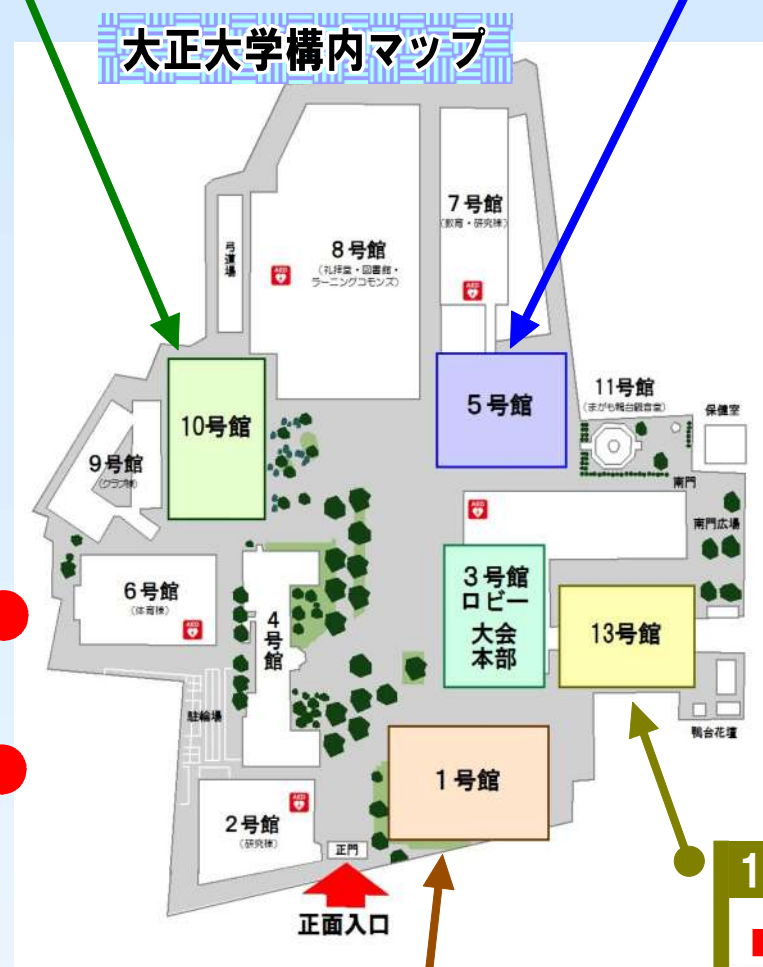 大正大学構内マップ
7号館
(教育・研究棟)
8号館
(礼拝堂・図書館・
ラーニングコモンズ)
弓道場
AED
AED
10号館
5号館
11号館
(まがも鴨台観音堂)
保健室
9号館
(クラブ棟)
南門
南門広場
AED
6号館
(体育棟)
AED
4号館
3号館
ロビー
大会
本部
13号館
駐輪場
鴨台花壇
1号館
AED
2号館
(研究棟)
正門
正面入口
1